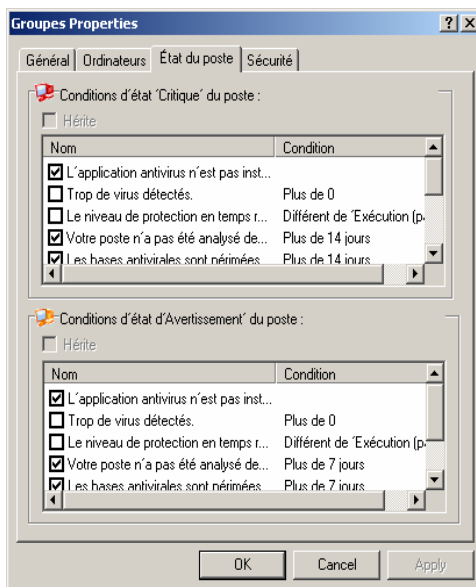 Groupes Properties
Général Ordinateurs État du poste Sécurité
Conditions d'état 'Critique' du poste :
Hérite
Nom Condition
L'application antivirus n'est pas inst...
Trop de virus détectés. Plus de 0
Le niveau de protection en temps r... Différent de 'Exécution (p
Votre poste n'a pas été analysé de... Plus de 14 jours
Les bases antivirales sont périmées Plus de 14 jours
Conditions d'état d'Avertissement' du poste :
Hérite
Nom Condition
L'application antivirus n'est pas inst...
Trop de virus détectés. Plus de 0
Le niveau de protection en temps r... Différent de 'Exécution (p
Votre poste n'a pas été analysé de... Plus de 7 jours
Les bases antivirales sont périmées Plus de 7 jours
OK Cancel Apply